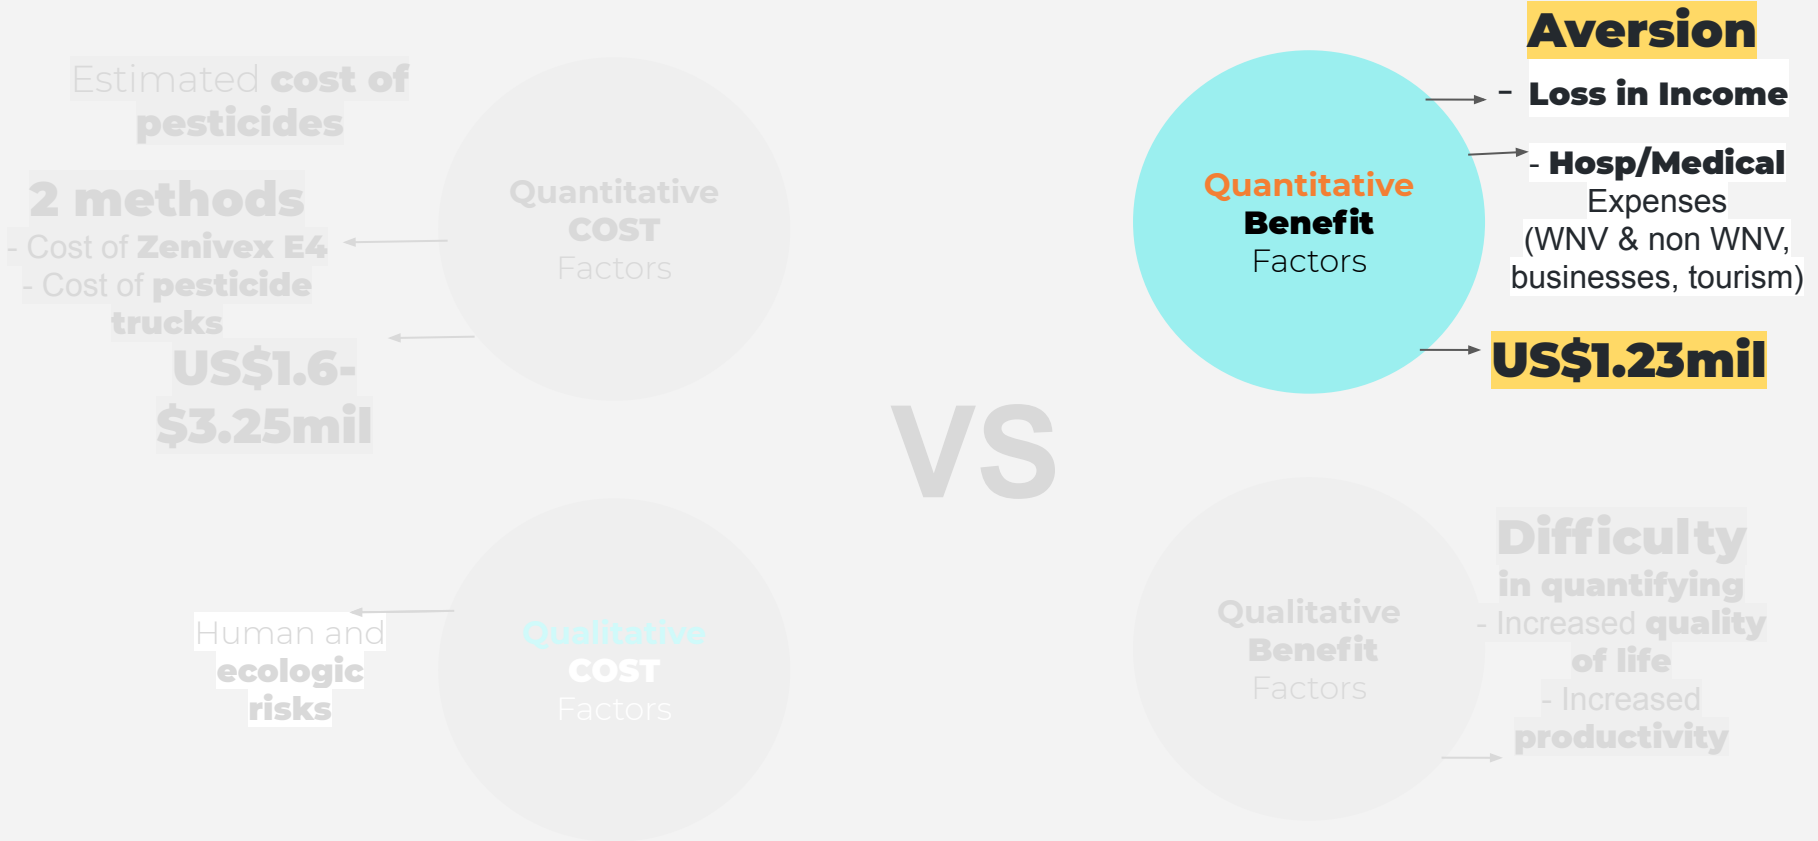 Estimated cost of
pesticides
2 methods
- Cost of Zenivex E4
- Cost of pesticide
trucks
US$1.6-
$3.25mil
Quantitative
COST
Factors
Human and
ecologic
risks
Qualitative
COST
Factors
VS
Quantitative
Benefit
Factors
Aversion
- Loss in Income
- Hosp/Medical
Expenses
(WNV & non WNV,
businesses, tourism)
US$1.23mil
Qualitative
Benefit
Factors
Difficulty
in quantifying
- Increased quality
of life
- Increased
productivity